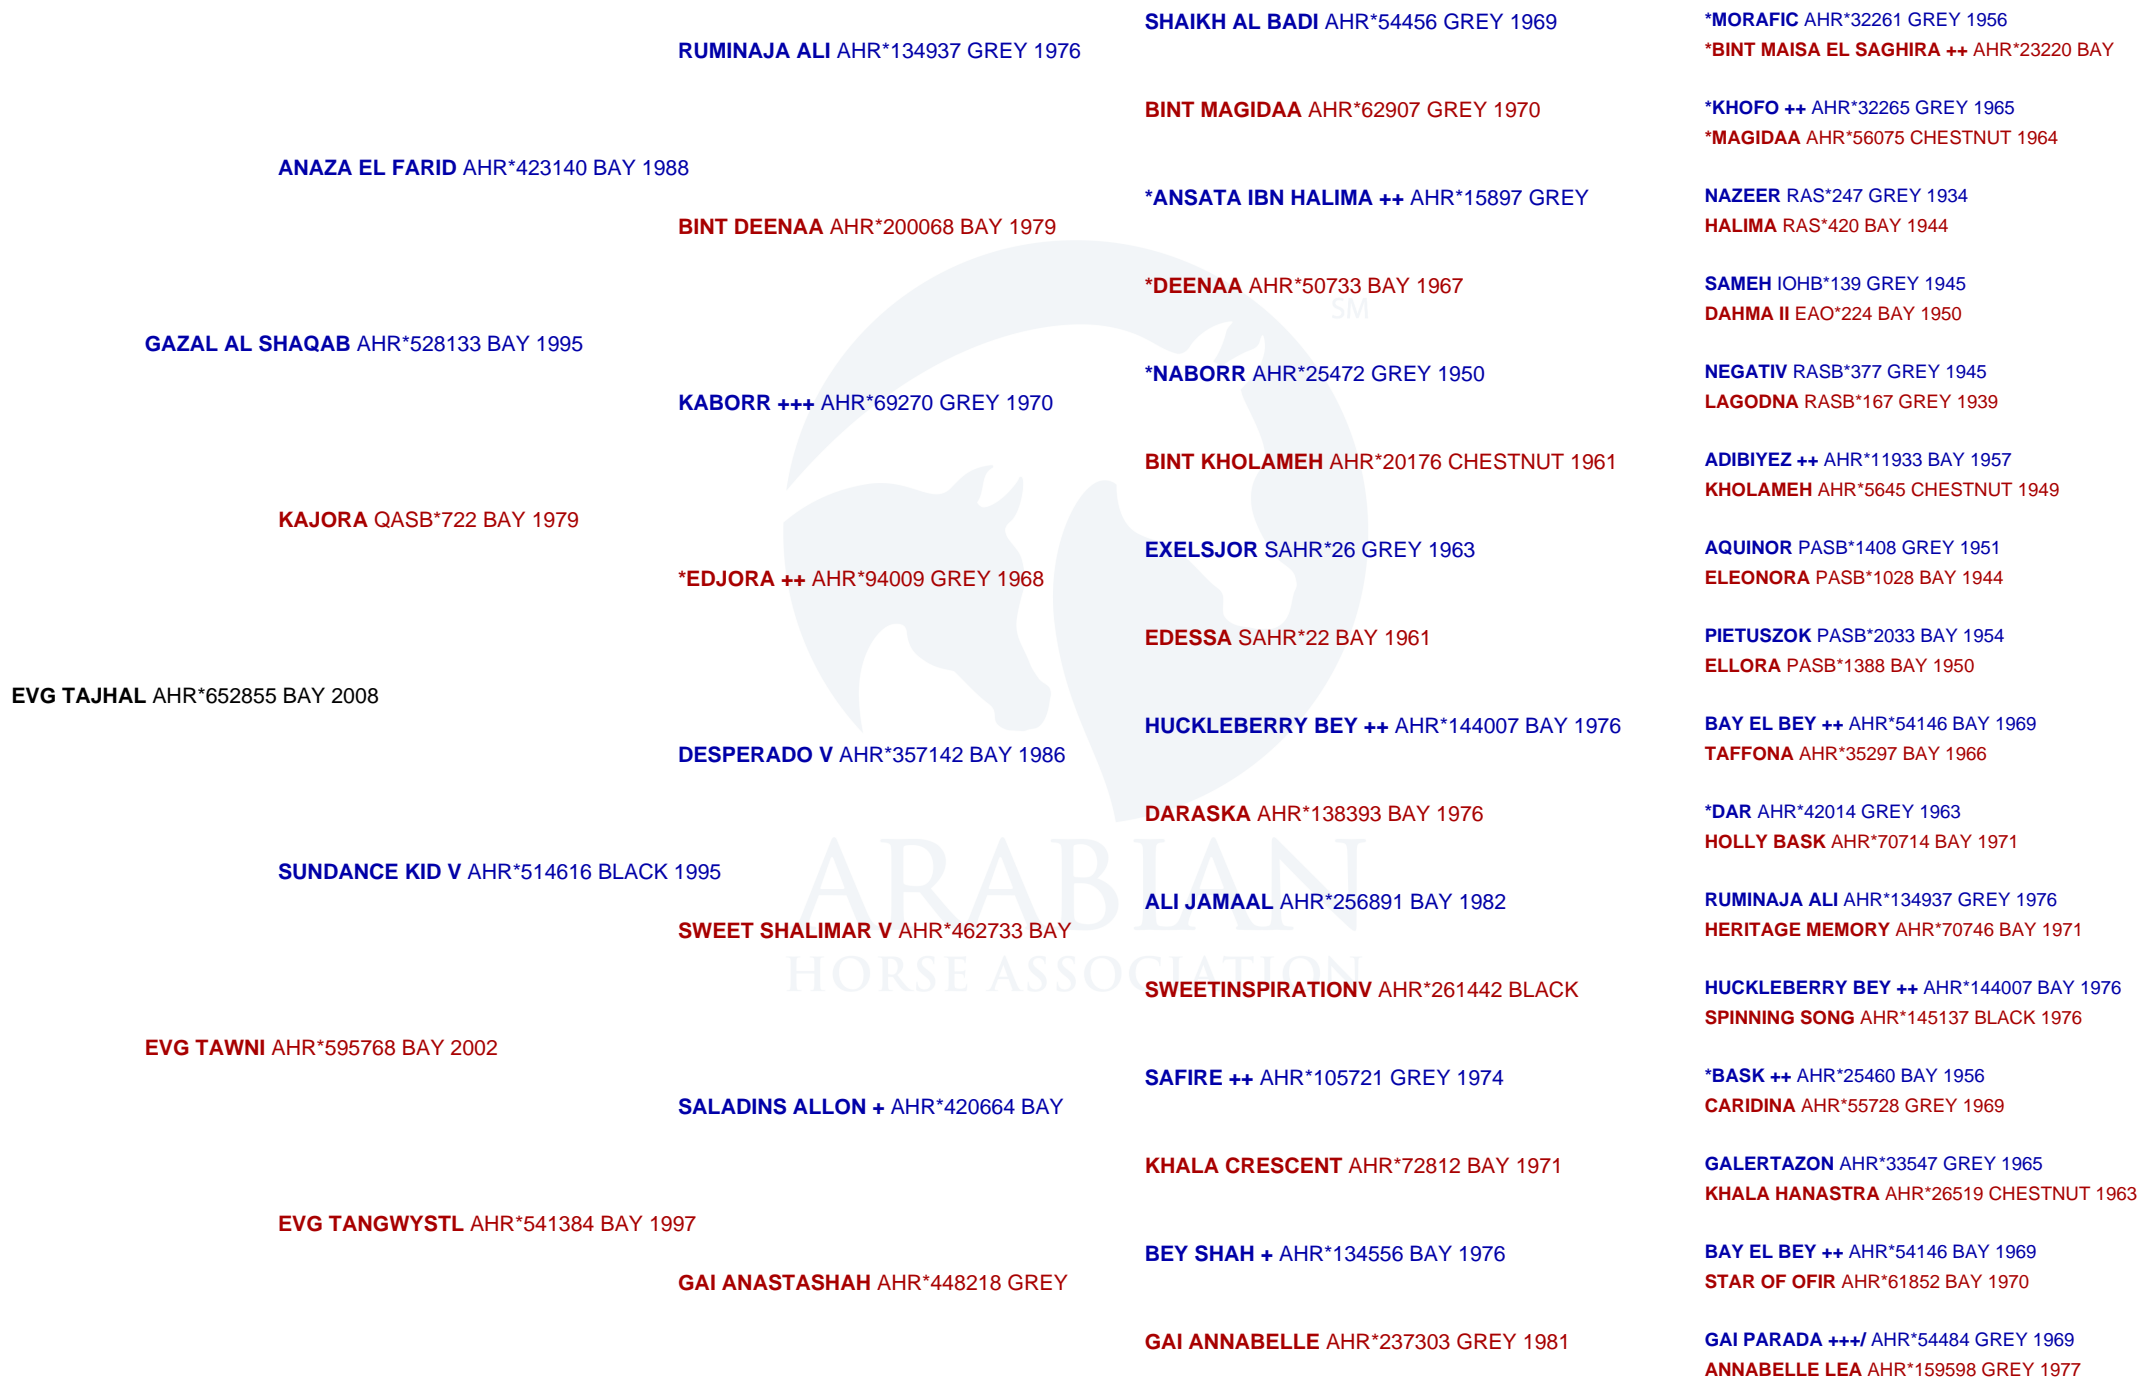 SHAIKH AL BADI AHR*54456 GREY 1969
*MORAFIC AHR*32261 GREY 1956
RUMINAJA ALI AHR*134937 GREY 1976
*BINT MAISA EL SAGHIRA ++ AHR*23220 BAY
BINT MAGIDAA AHR*62907 GREY 1970
*KHOFO ++ AHR*32265 GREY 1965
*MAGIDAA AHR*56075 CHESTNUT 1964
ANAZA EL FARID AHR*423140 BAY 1988
*ANSATA IBN HALIMA ++ AHR*15897 GREY
NAZEER RAS*247 GREY 1934
BINT DEENAA AHR*200068 BAY 1979
HALIMA RAS*420 BAY 1944
*DEENAA AHR*50733 BAY 1967
SAMEH IOHB*139 GREY 1945
DAHMA II EAO*224 BAY 1950
SM
GAZAL AL SHAQAB AHR*528133 BAY 1995
*NABORR AHR*25472 GREY 1950
NEGATIV RASB*377 GREY 1945
KABORR +++ AHR*69270 GREY 1970
LAGODNA RASB*167 GREY 1939
BINT KHOLAMEH AHR*20176 CHESTNUT 1961
ADIBIYEZ ++ AHR*11933 BAY 1957
KHOLAMEH AHR*5645 CHESTNUT 1949
KAJORA QASB*722 BAY 1979
EXELSJOR SAHR*26 GREY 1963
AQUINOR PASB*1408 GREY 1951
*EDJORA ++ AHR*94009 GREY 1968
ELEONORA PASB*1028 BAY 1944
EDESSA SAHR*22 BAY 1961
PIETUSZOK PASB*2033 BAY 1954
ELLORA PASB*1388 BAY 1950
EVG TAJHAL AHR*652855 BAY 2008
HUCKLEBERRY BEY ++ AHR*144007 BAY 1976
BAY EL BEY ++ AHR*54146 BAY 1969
DESPERADO V AHR*357142 BAY 1986
TAFFONA AHR*35297 BAY 1966
DARASKA AHR*138393 BAY 1976
*DAR AHR*42014 GREY 1963
HOLLY BASK AHR*70714 BAY 1971
SUNDANCE KID V AHR*514616 BLACK 1995
ARABIAN
ALI JAMAAL AHR*256891 BAY 1982
RUMINAJA ALI AHR*134937 GREY 1976
SWEET SHALIMAR V AHR*462733 BAY
HERITAGE MEMORY AHR*70746 BAY 1971
HORSE ASSOCIATION
SWEETINSPIRATIONV AHR*261442 BLACK
HUCKLEBERRY BEY ++ AHR*144007 BAY 1976
SPINNING SONG AHR*145137 BLACK 1976
EVG TAWNI AHR*595768 BAY 2002
SAFIRE ++ AHR*105721 GREY 1974
*BASK ++ AHR*25460 BAY 1956
SALADINS ALLON + AHR*420664 BAY
CARIDINA AHR*55728 GREY 1969
KHALA CRESCENT AHR*72812 BAY 1971
GALERTAZON AHR*33547 GREY 1965
KHALA HANASTRA AHR*26519 CHESTNUT 1963
EVG TANGWYSTL AHR*541384 BAY 1997
BEY SHAH + AHR*134556 BAY 1976
BAY EL BEY ++ AHR*54146 BAY 1969
GAI ANASTASHAH AHR*448218 GREY
STAR OF OFIR AHR*61852 BAY 1970
GAI ANNABELLE AHR*237303 GREY 1981
GAI PARADA +++/ AHR*54484 GREY 1969
ANNABELLE LEA AHR*159598 GREY 1977